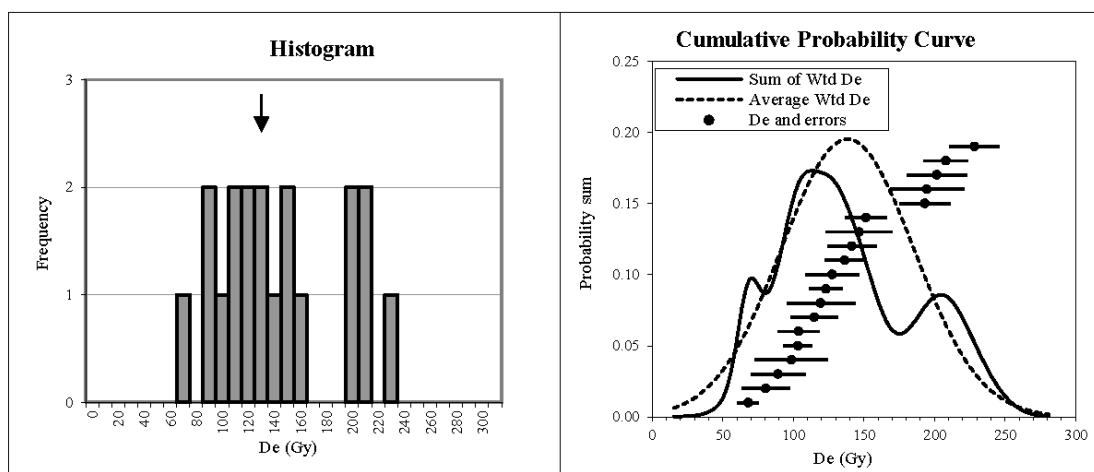 Histogram
3
2
1
0
Frequency
0
20
40
60
80
100
120
140
160
180
200
220
240
260
280
300
De (Gy)
Cumulative Probability Curve
0.25
0.20
0.15
0.10
0.05
0.00
Probability sum
Sum of Wtd De
Average Wtd De
De and errors
0 50 100 150 200 250 300
De (Gy)